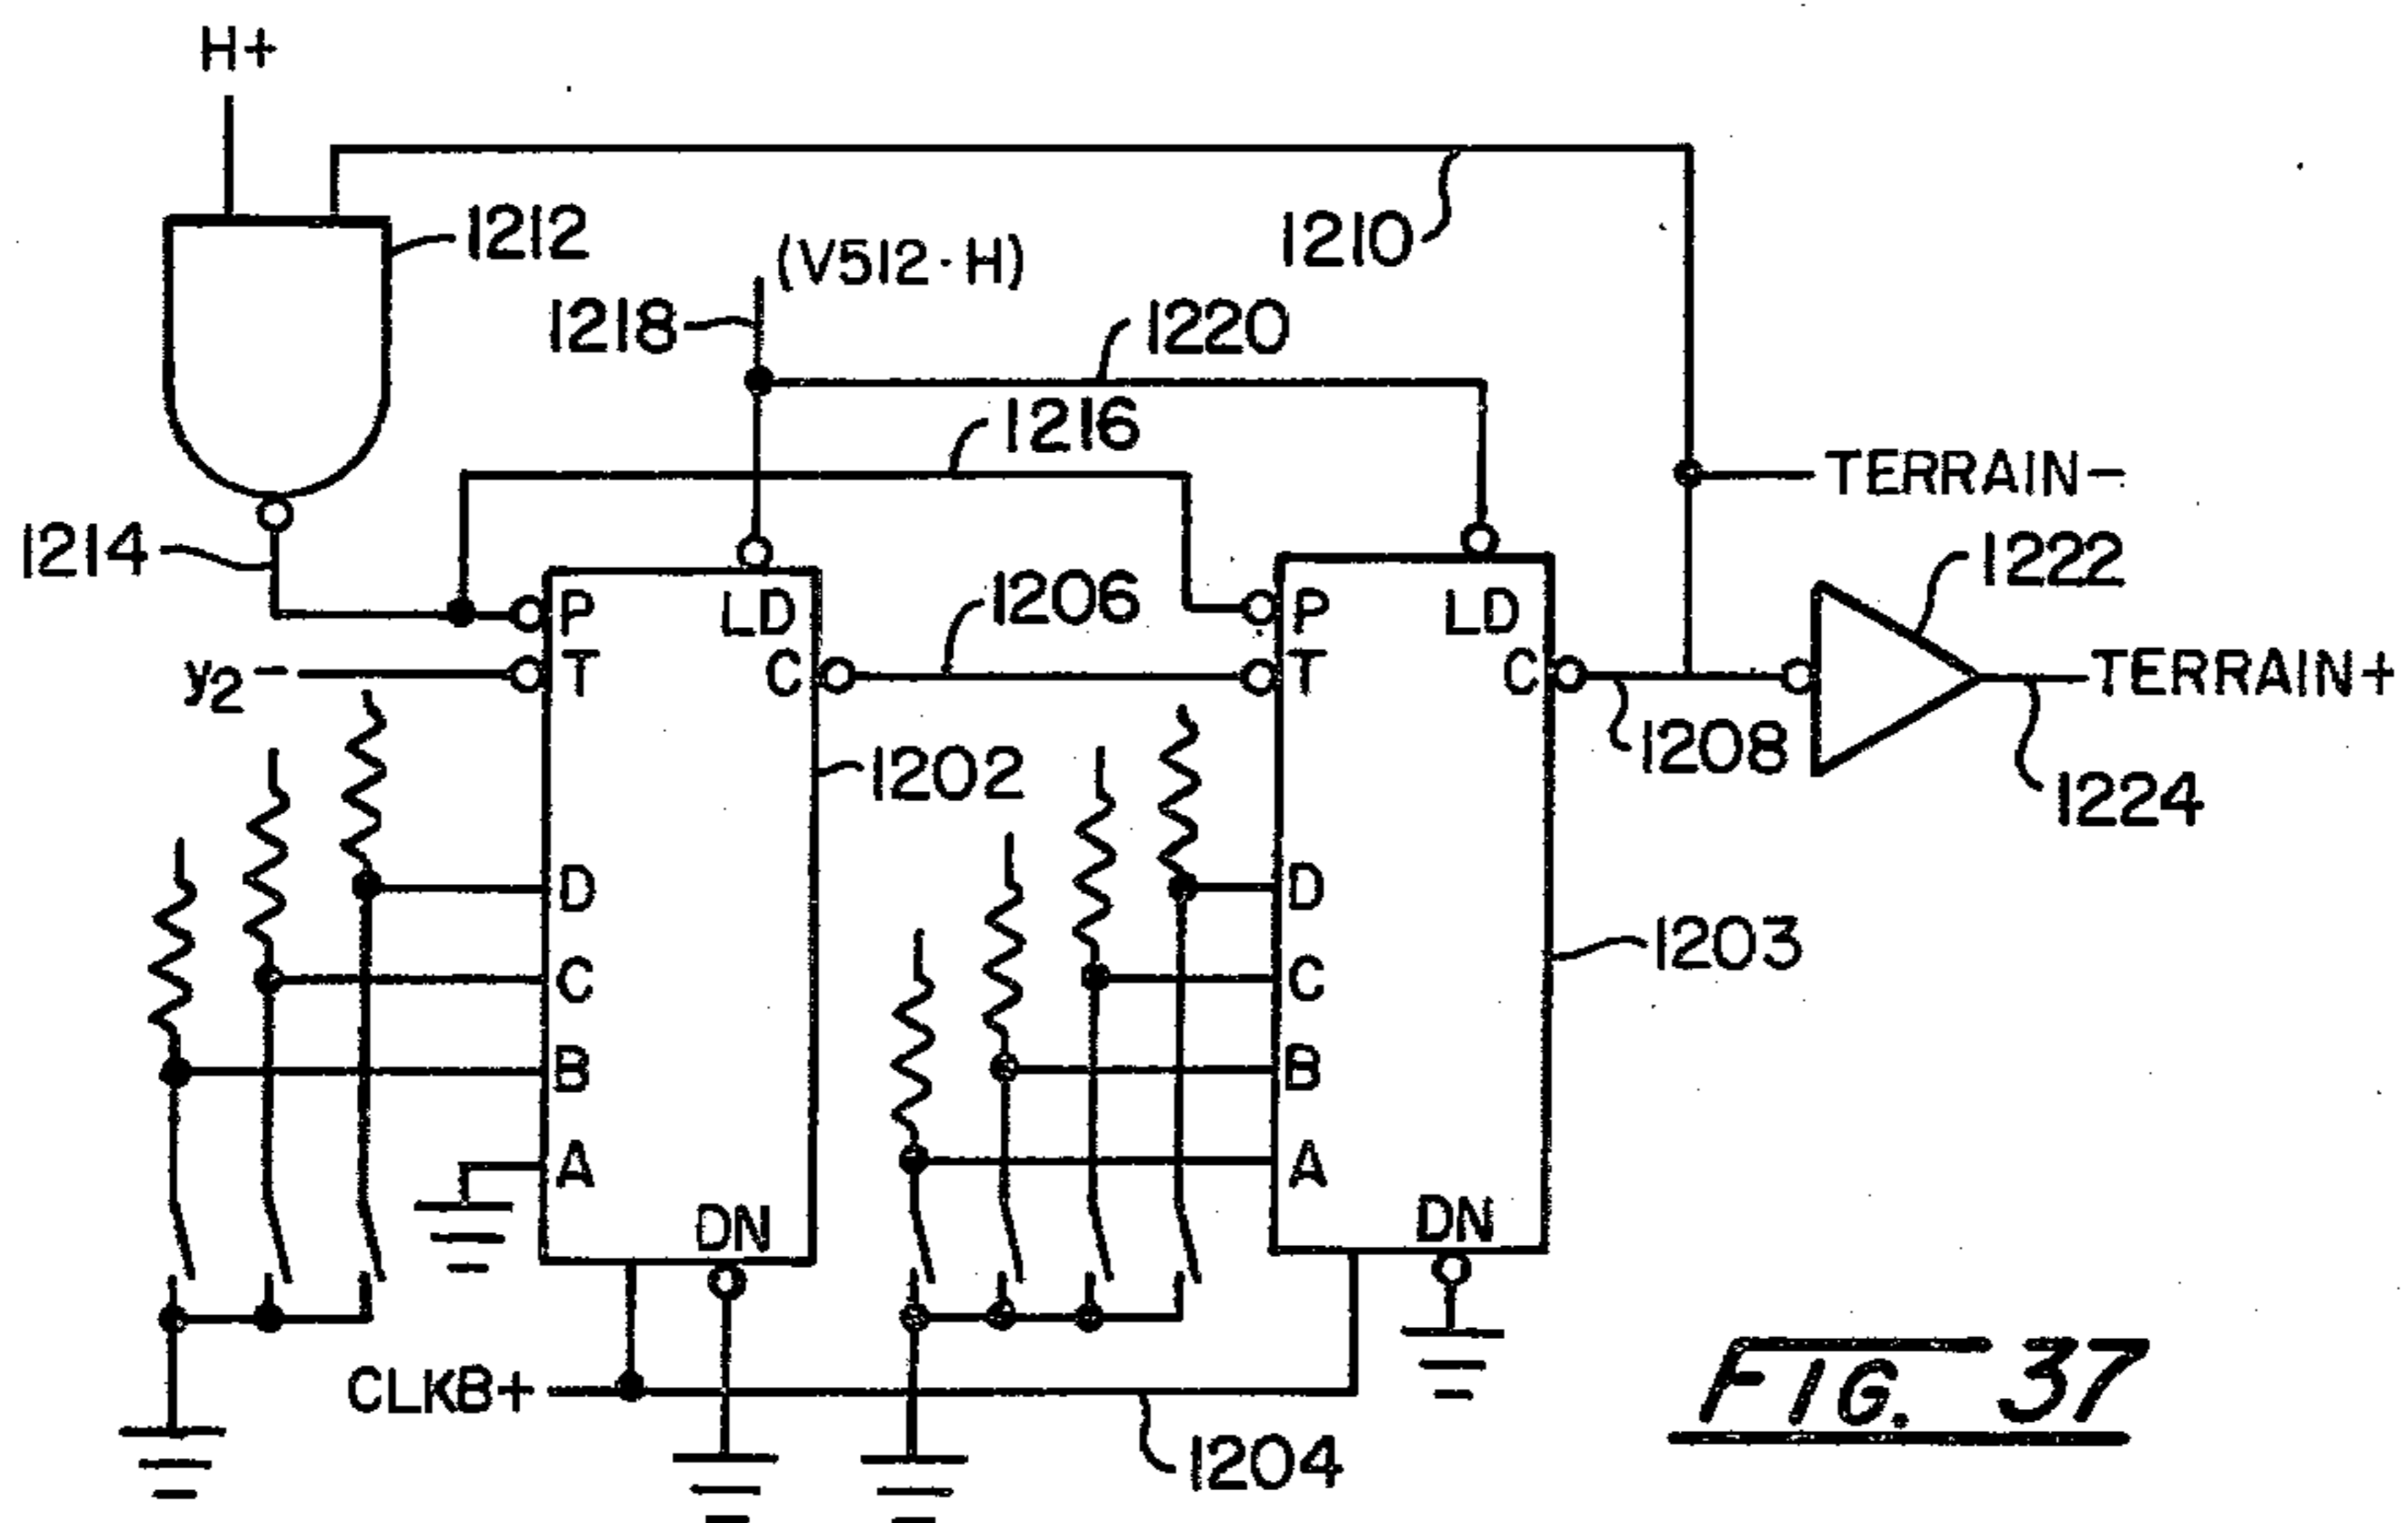 H+
1212
(V512·H)
1210
1218
1220
1216
TERRAIN-
1214
1222
1206
P
LD
P
LD
y2-
T
C
T
C
TERRAIN+
1202
1208
1224
D
D
1203
C
C
B
B
A
A
DN
DN
CLKB+
1204
FIG. 37